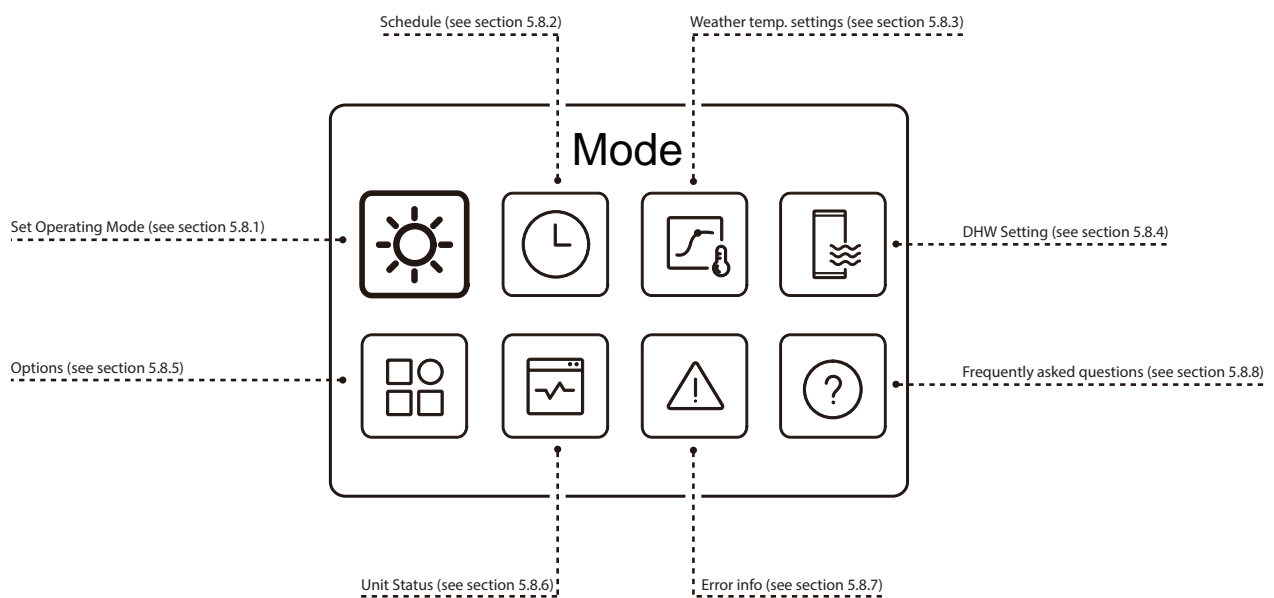 Schedule (see section 5.8.2)
Weather temp. settings (see section 5.8.3)
Mode
Set Operating Mode (see section 5.8.1)
DHW Setting (see section 5.8.4)
Options (see section 5.8.5)
?
Frequently asked questions (see section 5.8.8)
Unit Status (see section 5.8.6)
Error info (see section 5.8.7)